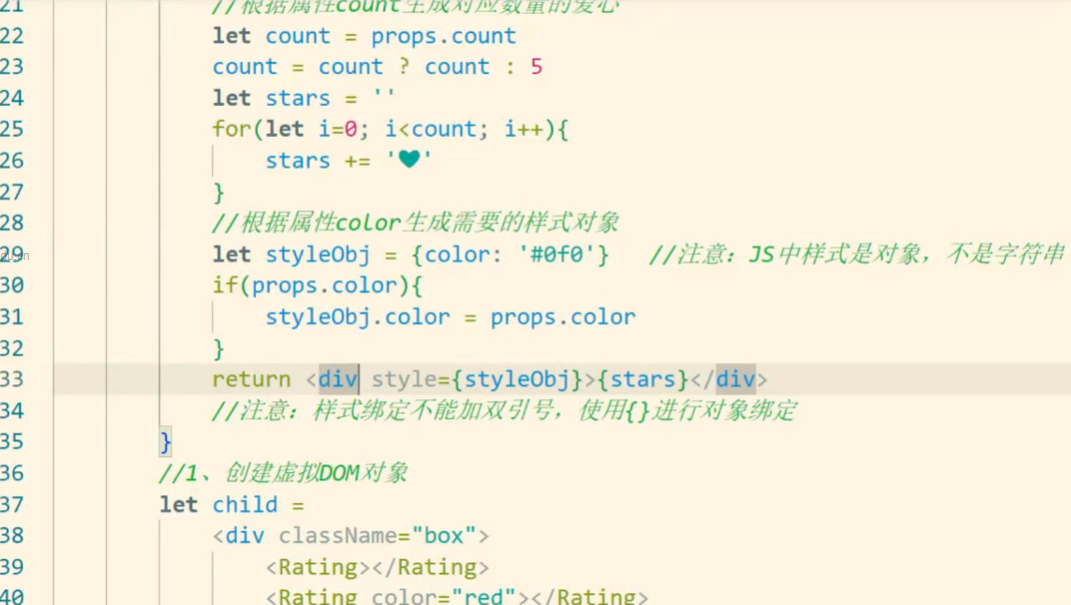 21 //根据属性count生成对应数量的爱心
22 let count = props.count
23 count = count ? count : 5
24 let stars = ''
25 for(let i=0; i<count; i++){
26 stars += '♥'
27 }
28 //根据属性color生成需要的样式对象
29 let styleObj = {color: '#0f0'} //注意：JS中样式是对象，不是字符串
30 if(props.color){
31 styleObj.color = props.color
32 }
33 return <div style={styleObj}>{stars}</div>
34 //注意：样式绑定不能加双引号，使用{}进行对象绑定
35 }
36 //1、创建虚拟DOM对象
37 let child =
38 <div className="box">
39 <Rating></Rating>
40 <Rating color="red"></Rating>